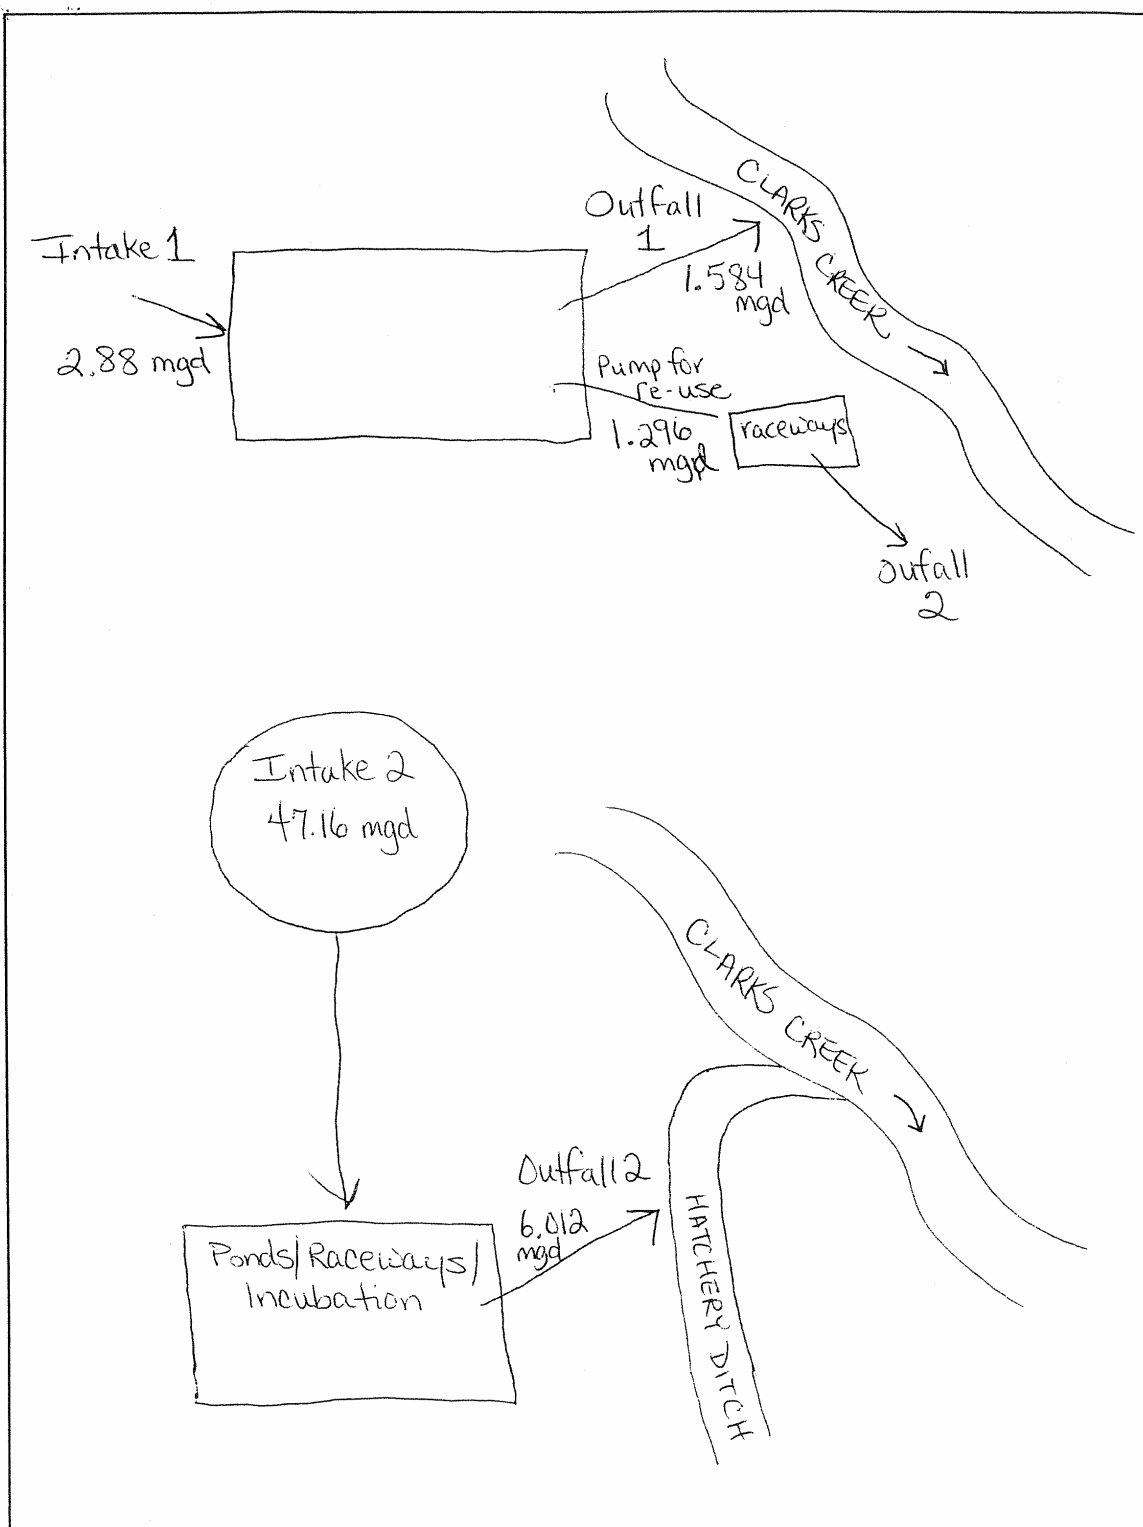 Intake 1
2.88 mgd
Outfall
1
1.584
mgd
CLARKS CREEK
Pump for
re-use
1.296
mgd
raceways
Oufall
2
Intake 2
47.16 mgd
CLARKS CREEK
Outfall 2
6.012
mgd
Ponds/Raceways/
Incubation
HATCHERY DITCH